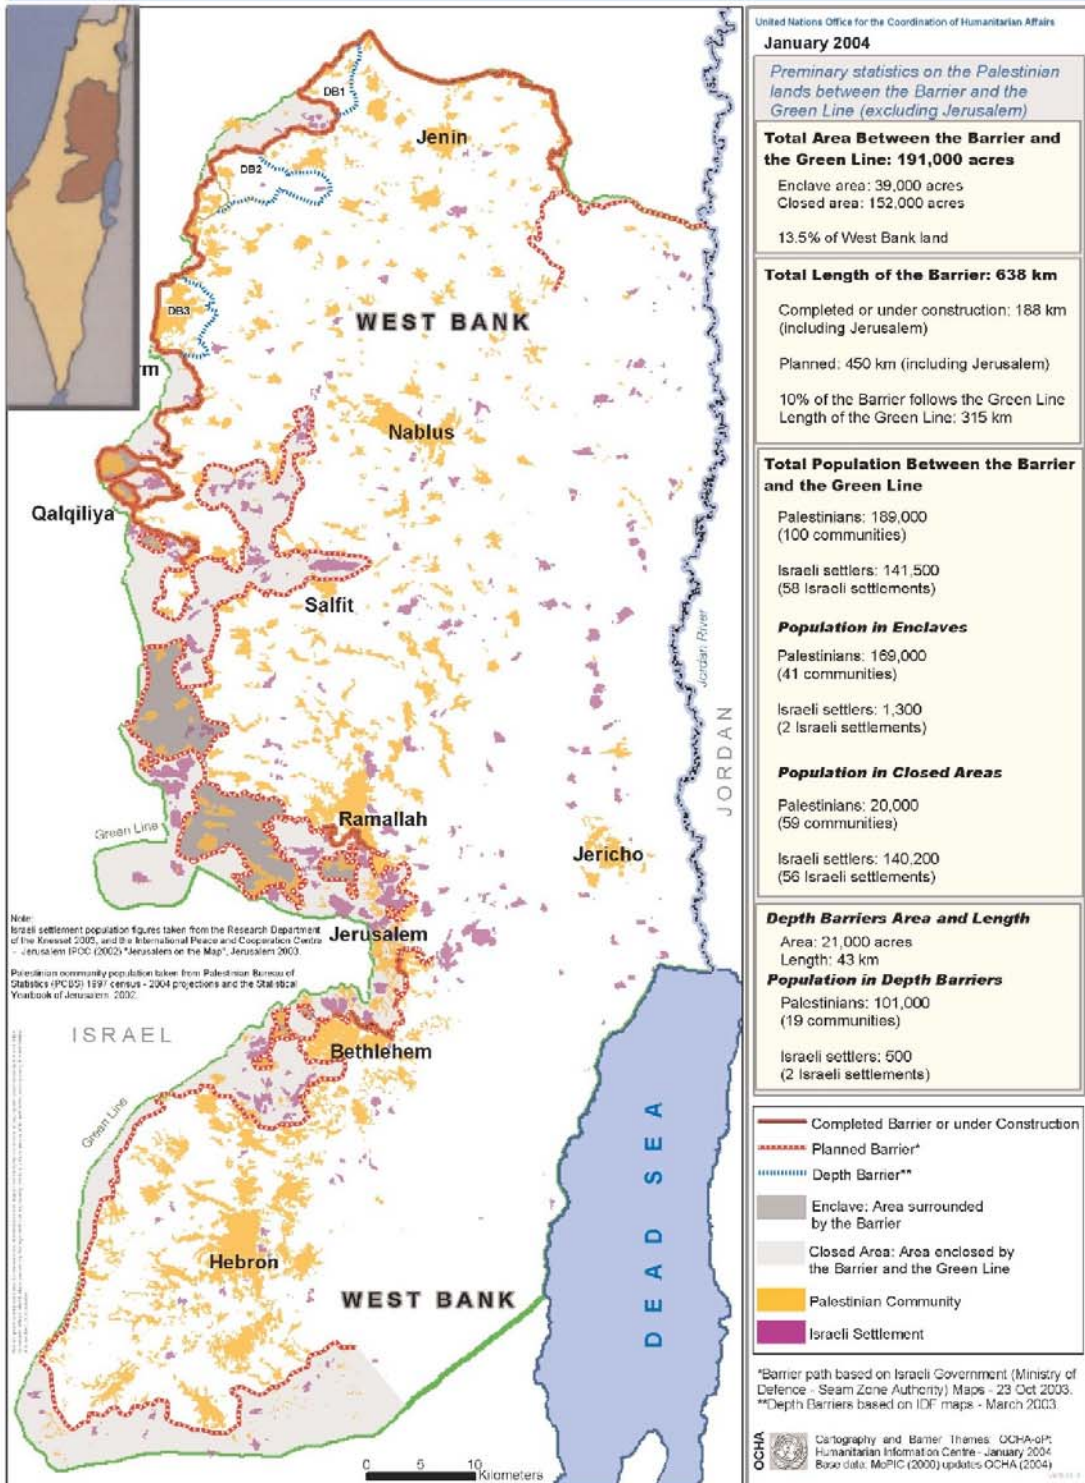 United Nations Office for the Coordination of Humanitarian Affairs
January 2004
Preminary statistics on the Palestinian
lands between the Barrier and the
Green Line (excluding Jerusalem)
Total Area Between the Barrier and
the Green Line: 191,000 acres
Enclave area: 39,000 acres
Closed area: 152,000 acres
13.5% of West Bank land
Total Length of the Barrier: 638 km
Completed or under construction: 188 km
(including Jerusalem)
Planned: 450 km (including Jerusalem)
10% of the Barrier follows the Green Line
Length of the Green Line: 315 km
Total Population Between the Barrier
and the Green Line
Palestinians: 189,000
(100 communities)
Israeli settlers: 141,500
(58 Israeli settlements)
Population in Enclaves
Palestinians: 169,000
(41 communities)
Israeli settlers: 1,300
(2 Israeli settlements)
Population in Closed Areas
Palestinians: 20,000
(59 communities)
Israeli settlers: 140,200
(56 Israeli settlements)
Depth Barriers Area and Length
Area: 21,000 acres
Length: 43 km
Population in Depth Barriers
Palestinians: 101,000
(19 communities)
Israeli settlers: 500
(2 Israeli settlements)
Completed Barrier or under Construction
Planned Barrier*
Depth Barrier**
Enclave: Area surrounded
by the Barrier
Closed Area: Area enclosed by
the Barrier and the Green Line
Palestinian Community
Israeli Settlement
*Barrier path based on Israeli Government (Ministry of
Defence - Seam Zone Authority) Maps - 23 Oct 2003.
**Depth Barriers based on IDF maps - March 2003.
OCHA
Cartography and Barrier Themes: OCHA-oPt
Humanitarian Information Centre - January 2004
Base data: MoPIC (2000) updates OCHA (2004)
DB1
Jenin
DB2
DB3
WEST BANK
rm
Nablus
Qalqiliya
Salfit
Jordan River
JORDAN
Ramallah
Green Line
Jericho
Note:
Israeli settlement population figures taken from the Research Department
of the Knesset 2003, and the International Peace and Cooperation Centre
- Jerusalem IPCC (2002) "Jerusalem on the Map", Jerusalem 2003.
Palestinian community population taken from Palestinian Bureau of
Statistics (PCBS) 1997 census - 2004 projections and the Statistical
Yearbook of Jerusalem, 2002.
Jerusalem
ISRAEL
Bethlehem
Green Line
DEAD SEA
Hebron
WEST BANK
0 5 10
Kilometers